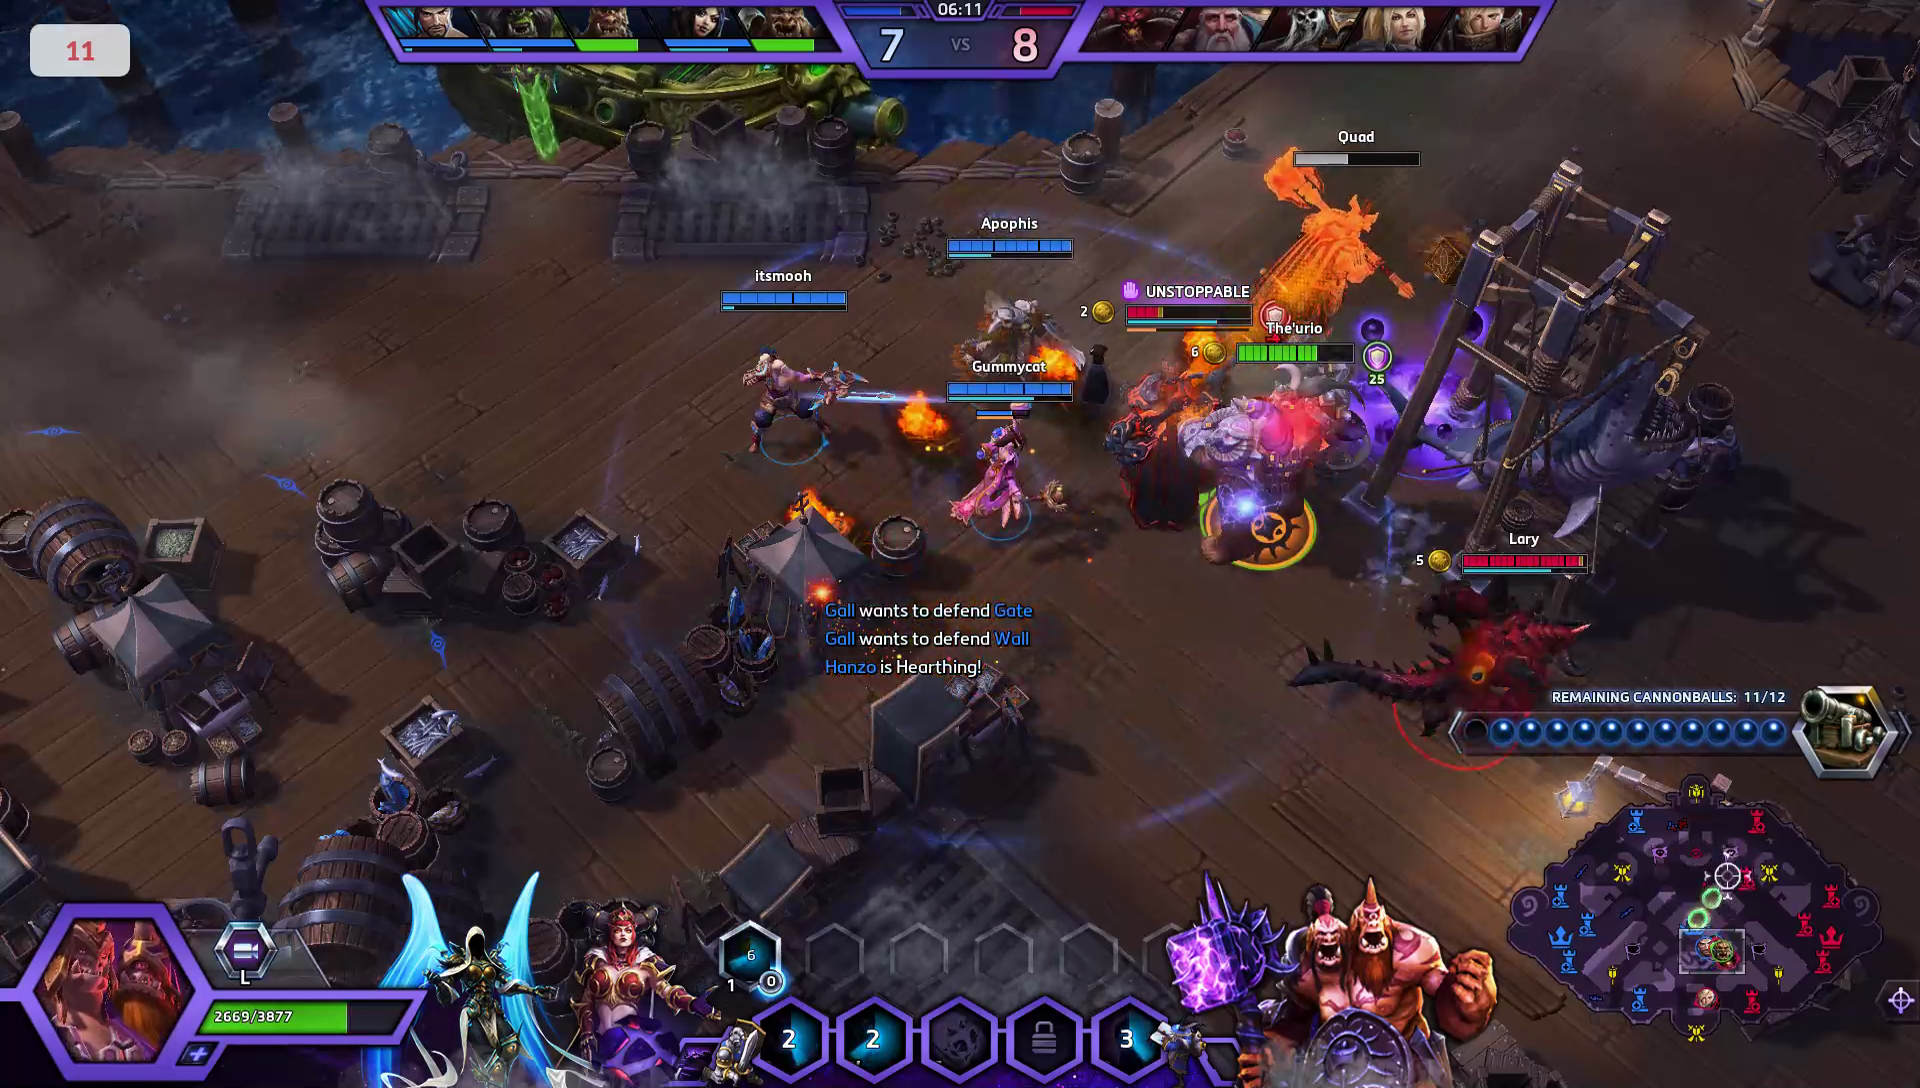 11
06:11
7 VS 8
Quad
Apophis
itsmooh
UNSTOPPABLE
2
The'urio
6
25
Gummycat
Lary
5
Gall wants to defend Gate
Gall wants to defend Wall
Hanzo is Hearthing!
REMAINING CANNONBALLS: 11/12
L
2669/3877
6
1
0
2
2
3